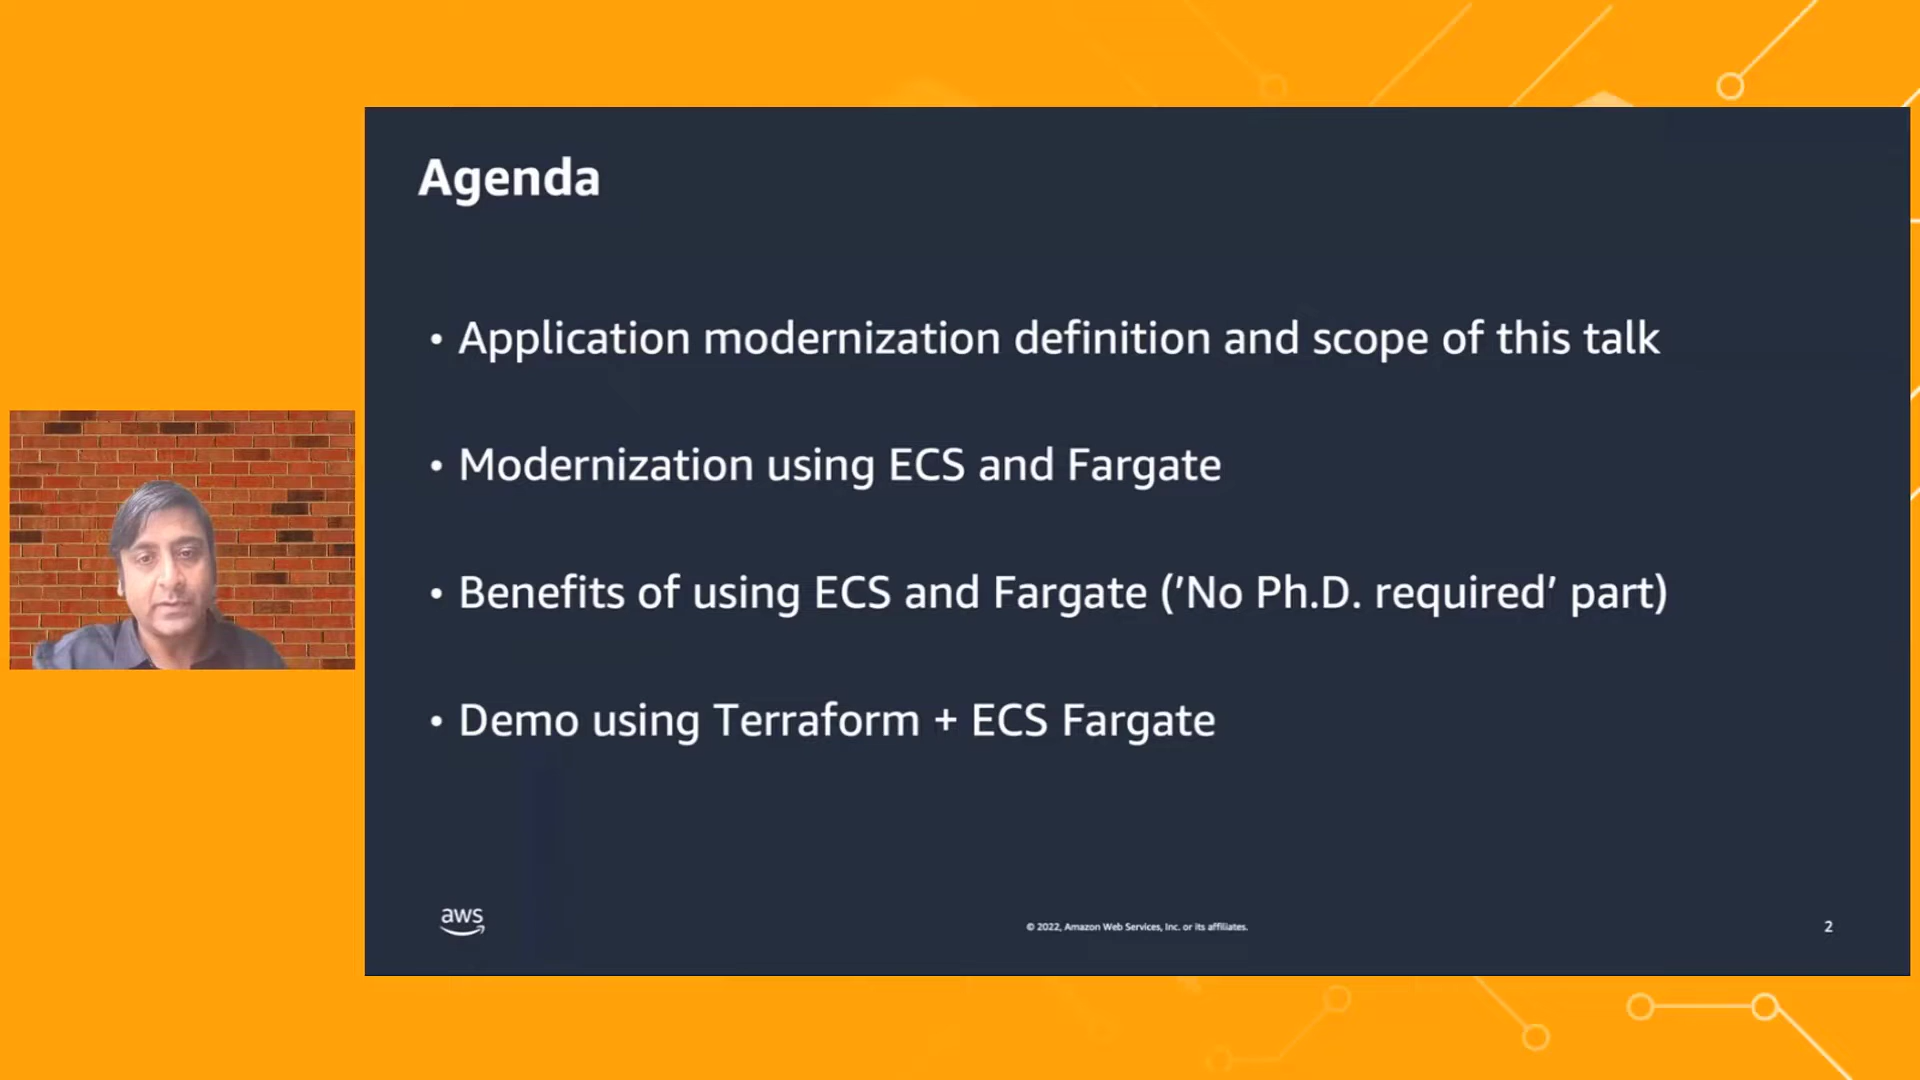 Agenda
• Application modernization definition and scope of this talk
• Modernization using ECS and Fargate
• Benefits of using ECS and Fargate (’No Ph.D. required’ part)
• Demo using Terraform + ECS Fargate
aws
© 2022, Amazon Web Services, Inc. or its affiliates.
2